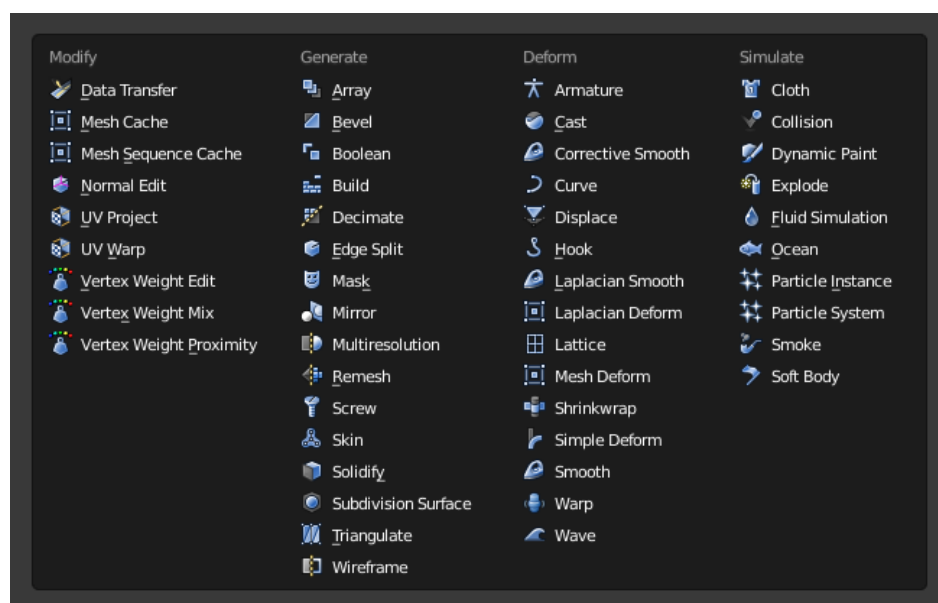 Modify
Data Transfer
Mesh Cache
Mesh Sequence Cache
Normal Edit
UV Project
UV Warp
Vertex Weight Edit
Vertex Weight Mix
Vertex Weight Proximity
Generate
Array
Bevel
Boolean
Build
Decimate
Edge Split
Mask
Mirror
Multiresolution
Remesh
Screw
Skin
Solidify
Subdivision Surface
Triangulate
Wireframe
Deform
Armature
Cast
Corrective Smooth
Curve
Displace
Hook
Laplacian Smooth
Laplacian Deform
Lattice
Mesh Deform
Shrinkwrap
Simple Deform
Smooth
Warp
Wave
Simulate
Cloth
Collision
Dynamic Paint
Explode
Fluid Simulation
Ocean
Particle Instance
Particle System
Smoke
Soft Body